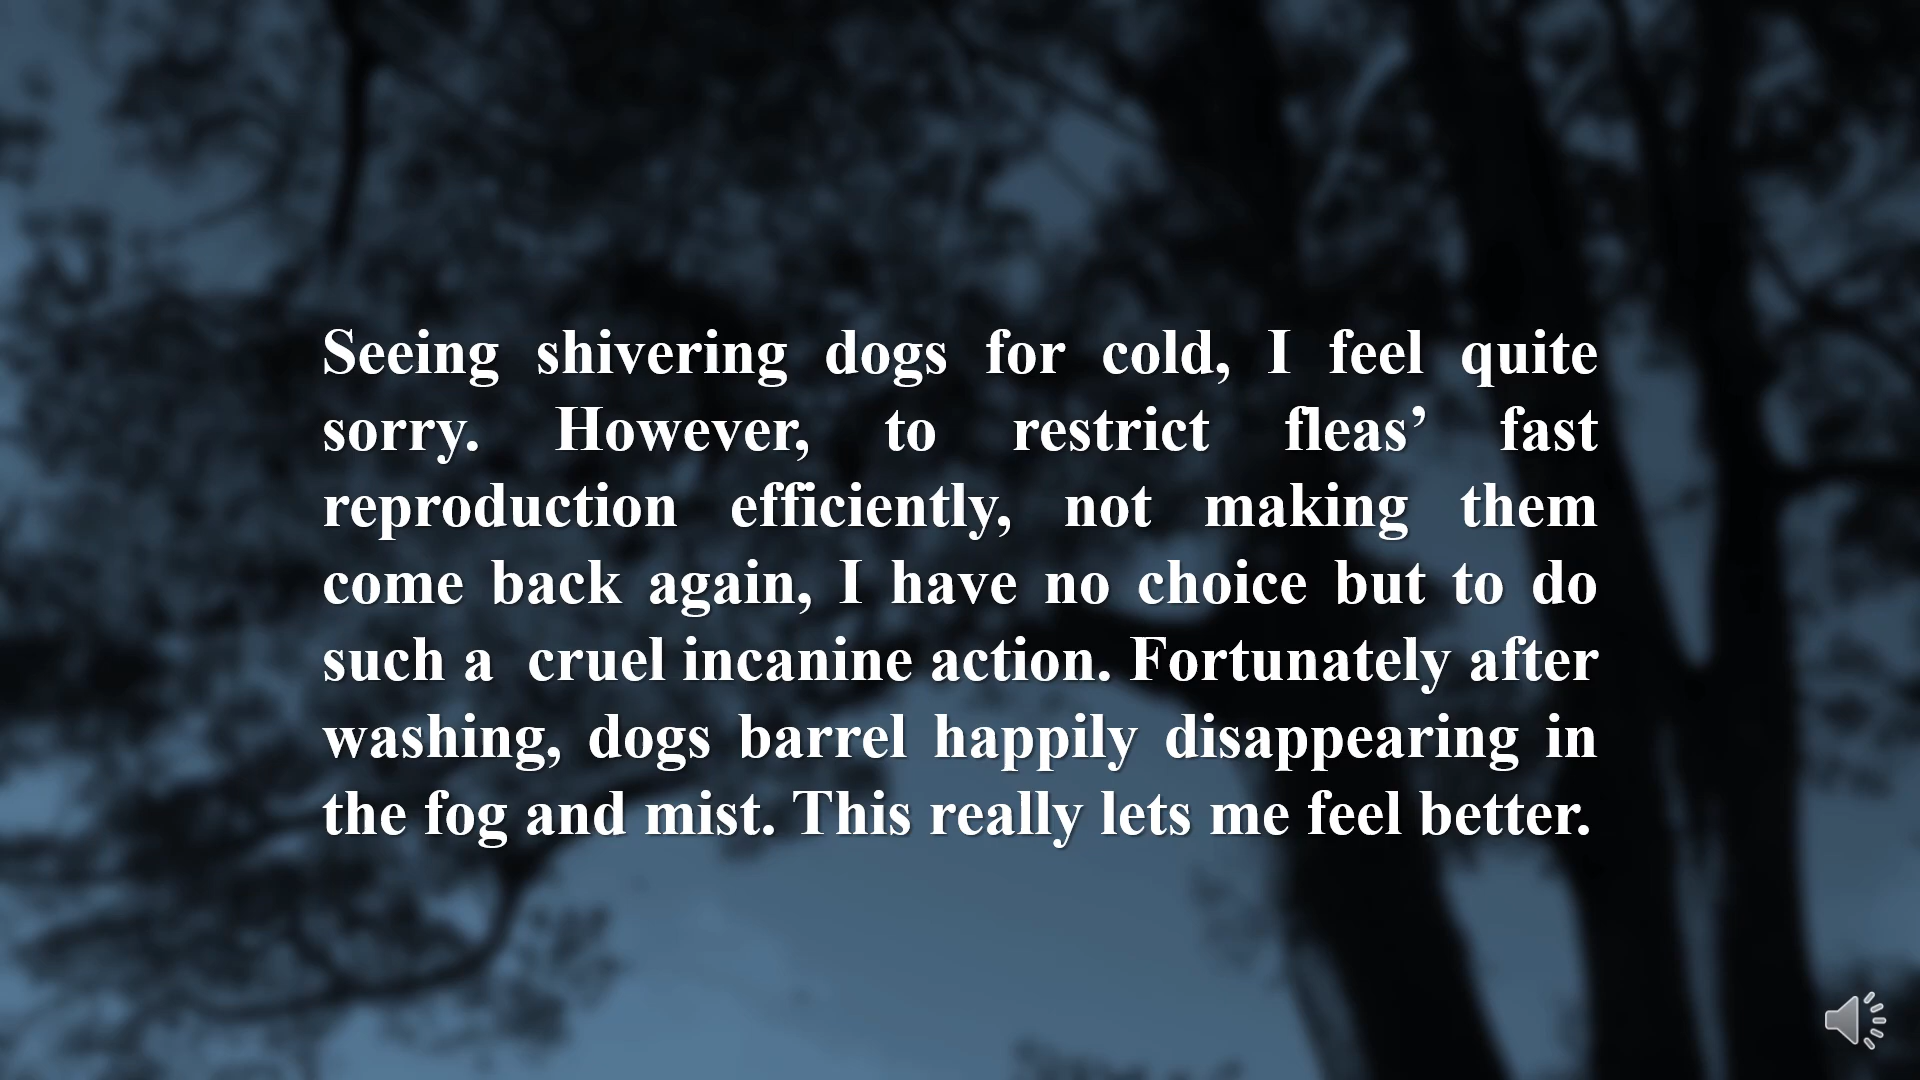 Seeing shivering dogs for cold, I feel quite
sorry. However, to restrict fleas’ fast
reproduction efficiently, not making them
come back again, I have no choice but to do
such a  cruel incanine action. Fortunately after
washing, dogs barrel happily disappearing in
the fog and mist. This really lets me feel better.